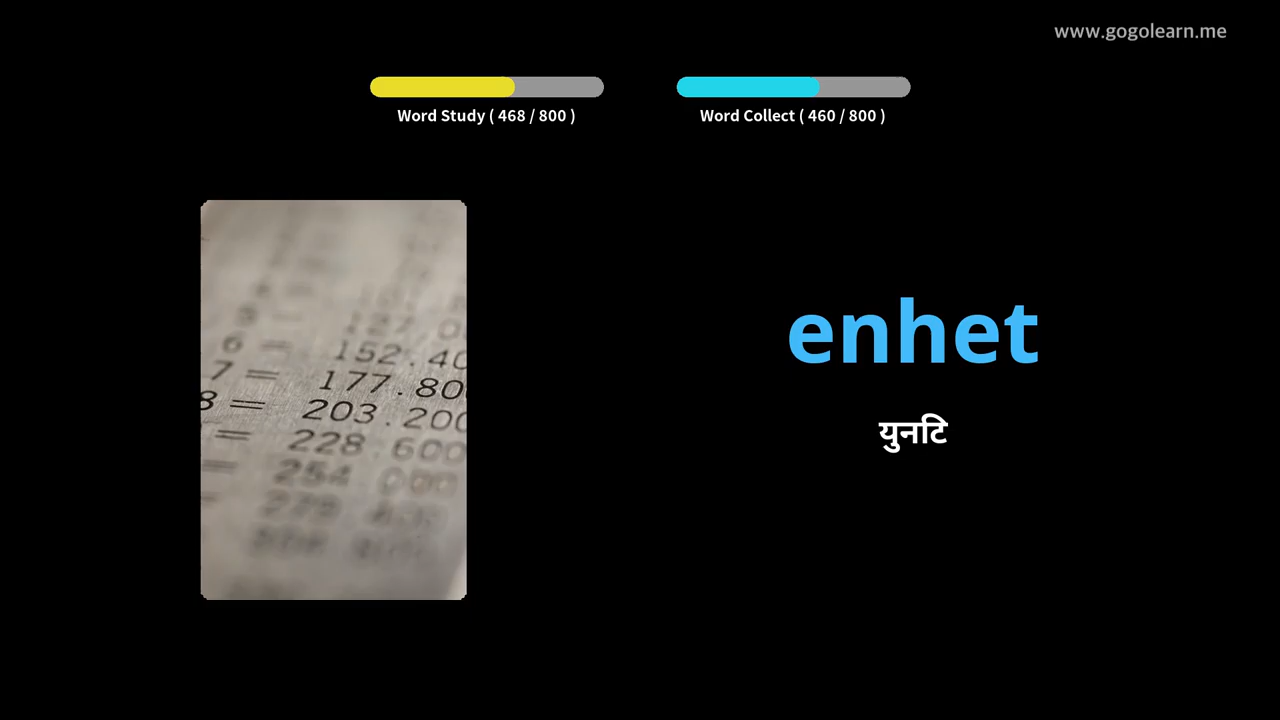 www.gogolearn.me
Word Study ( 468 / 800 )
Word Collect ( 460 / 800 )
6 = 152.40
7 = 177.80
8 = 203.200
= 228.600
enhet
युनटि